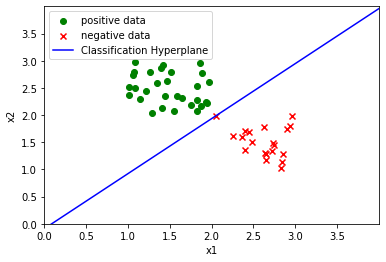 positive data
negative data
Classification Hyperplane
4.0
3.5
3.0
2.5
2.0
1.5
1.0
0.5
0.0
x2
0.0 0.5 1.0 1.5 2.0 2.5 3.0 3.5
x1